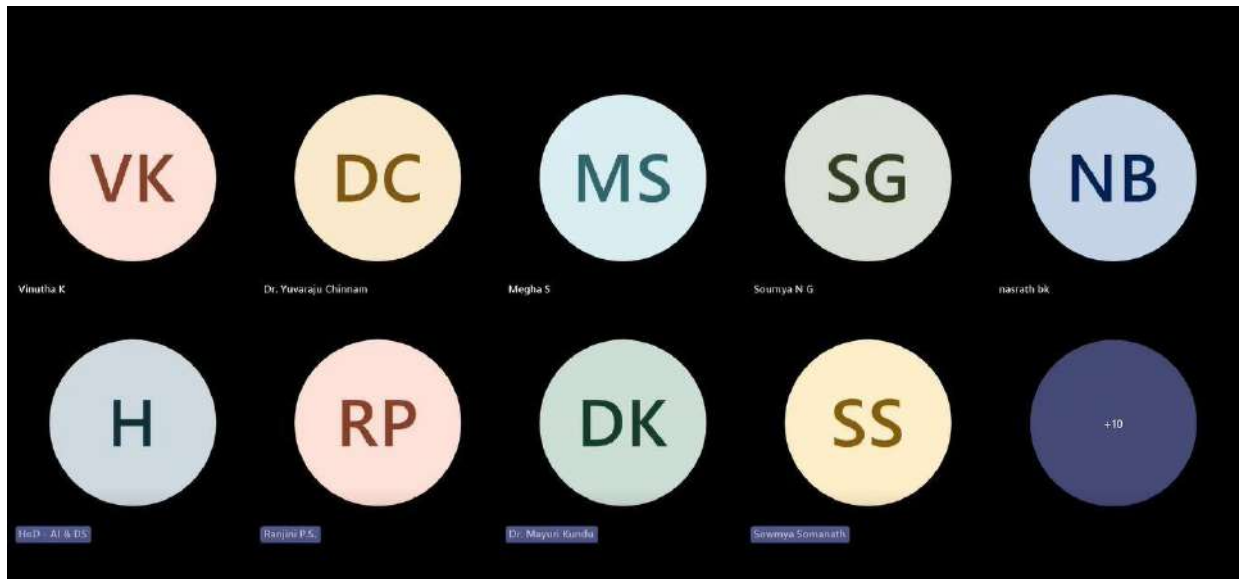 VK DC MS SG NB
Vinutha K Dr. Yuvaraju Chinnam Megha S Soumya N G nasrath bk
H RP DK SS +10
HoD - AI & DS Ranjini P.S. Dr. Mayuri Kundu Sowmya Somanath